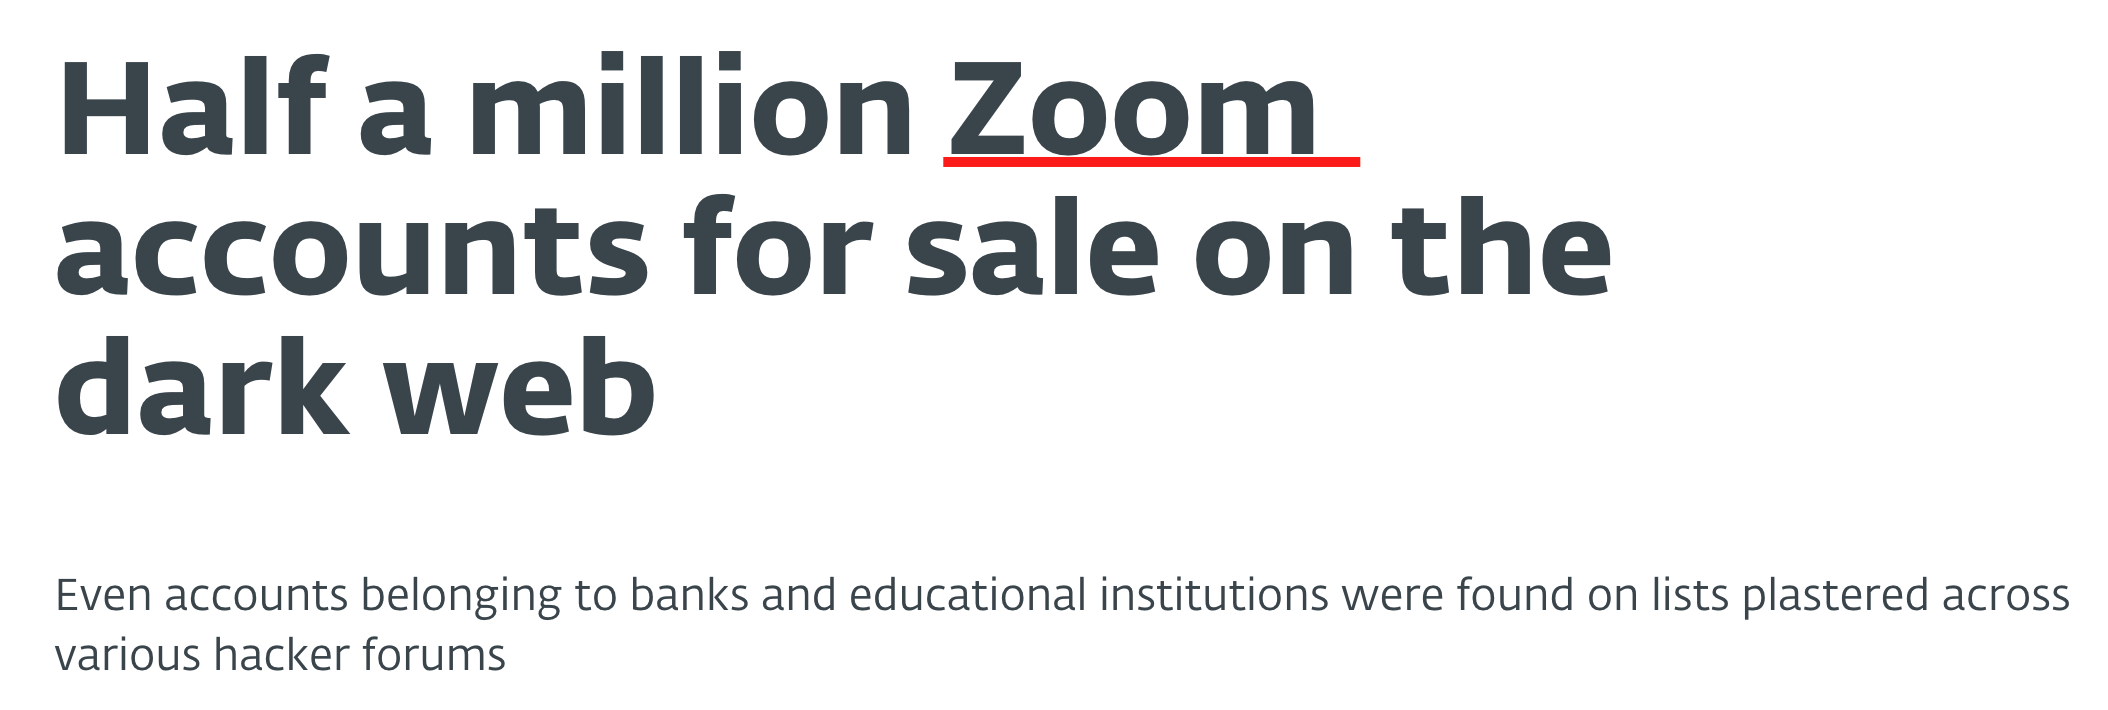 Half a million Zoom
accounts for sale on the
dark web
Even accounts belonging to banks and educational institutions were found on lists plastered across
various hacker forums